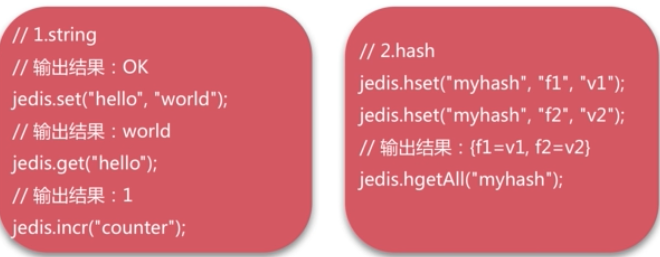 // 1.string
// 输出结果：OK
jedis.set("hello", "world");
// 输出结果：world
jedis.get("hello");
// 输出结果：1
jedis.incr("counter");
// 2.hash
jedis.hset("myhash", "f1", "v1");
jedis.hset("myhash", "f2", "v2");
// 输出结果：{f1=v1, f2=v2}
jedis.hgetAll("myhash");